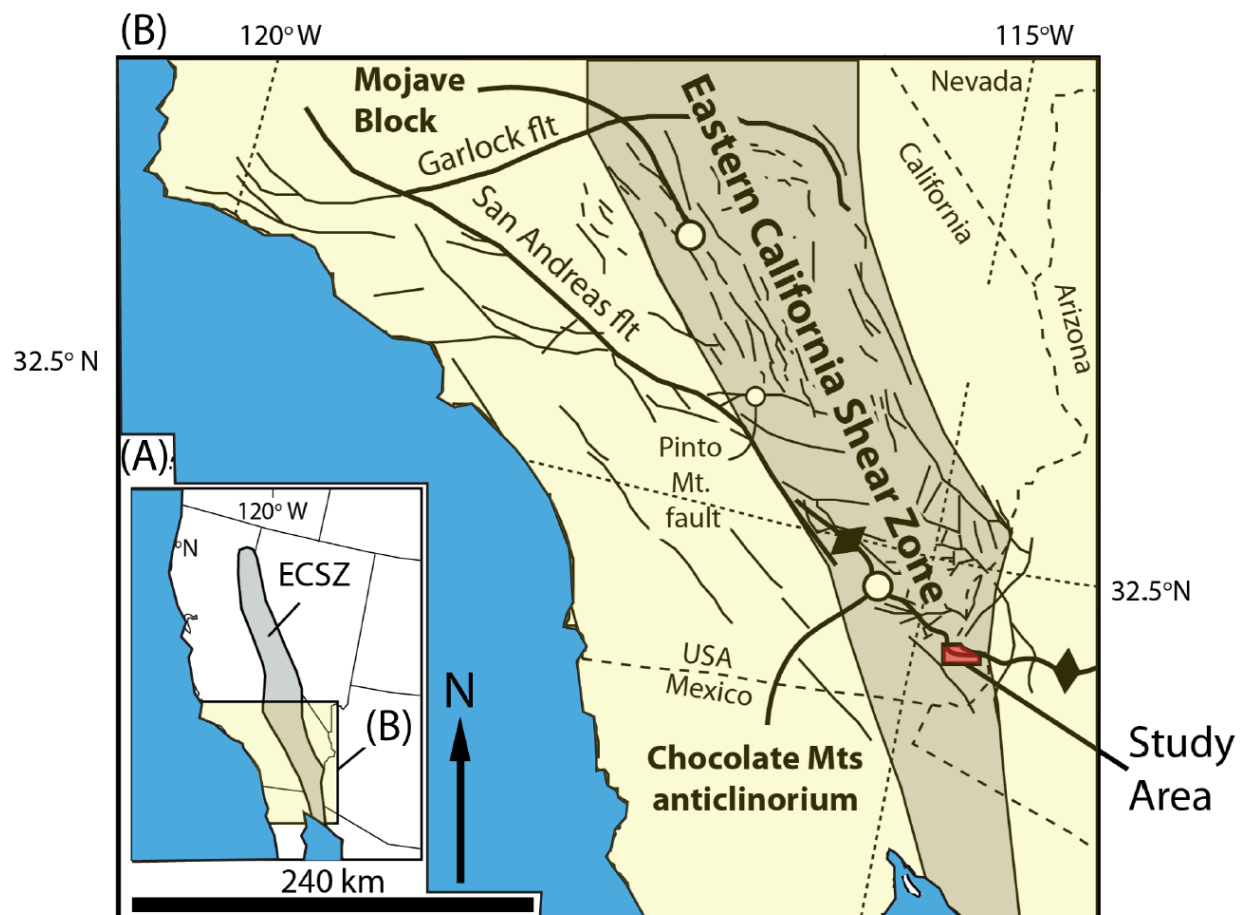 (B)
120° W
115°W
Mojave
Block
Nevada
Garlock flt
California
Eastern California Shear Zone
San Andreas flt
Arizona
32.5° N
Pinto
Mt.
fault
(A)
120° W
°N
ECSZ
32.5°N
USA
Mexico
N
(B)
Study
Area
Chocolate Mts
anticlinorium
240 km